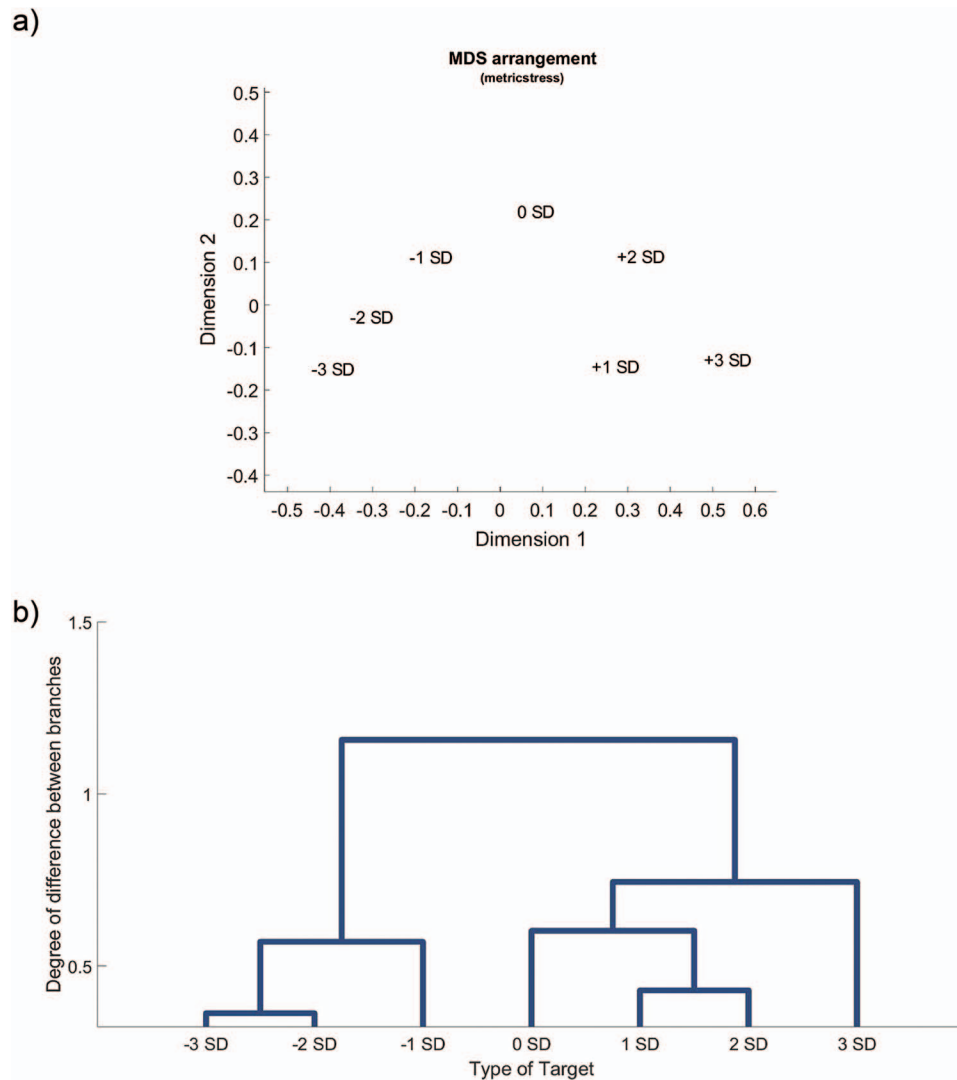 a)
MDS arrangement
(metricstress)
0.5
0.4
0.3
0.2
0.1
0
-0.1
-0.2
-0.3
-0.4
Dimension 2
0 SD
-1 SD
+2 SD
-2 SD
-3 SD
+1 SD
+3 SD
-0.5 -0.4 -0.3 -0.2 -0.1 0 0.1 0.2 0.3 0.4 0.5 0.6
Dimension 1
b)
1.5
1
0.5
Degree of difference between branches
-3 SD -2 SD -1 SD 0 SD 1 SD 2 SD 3 SD
Type of Target